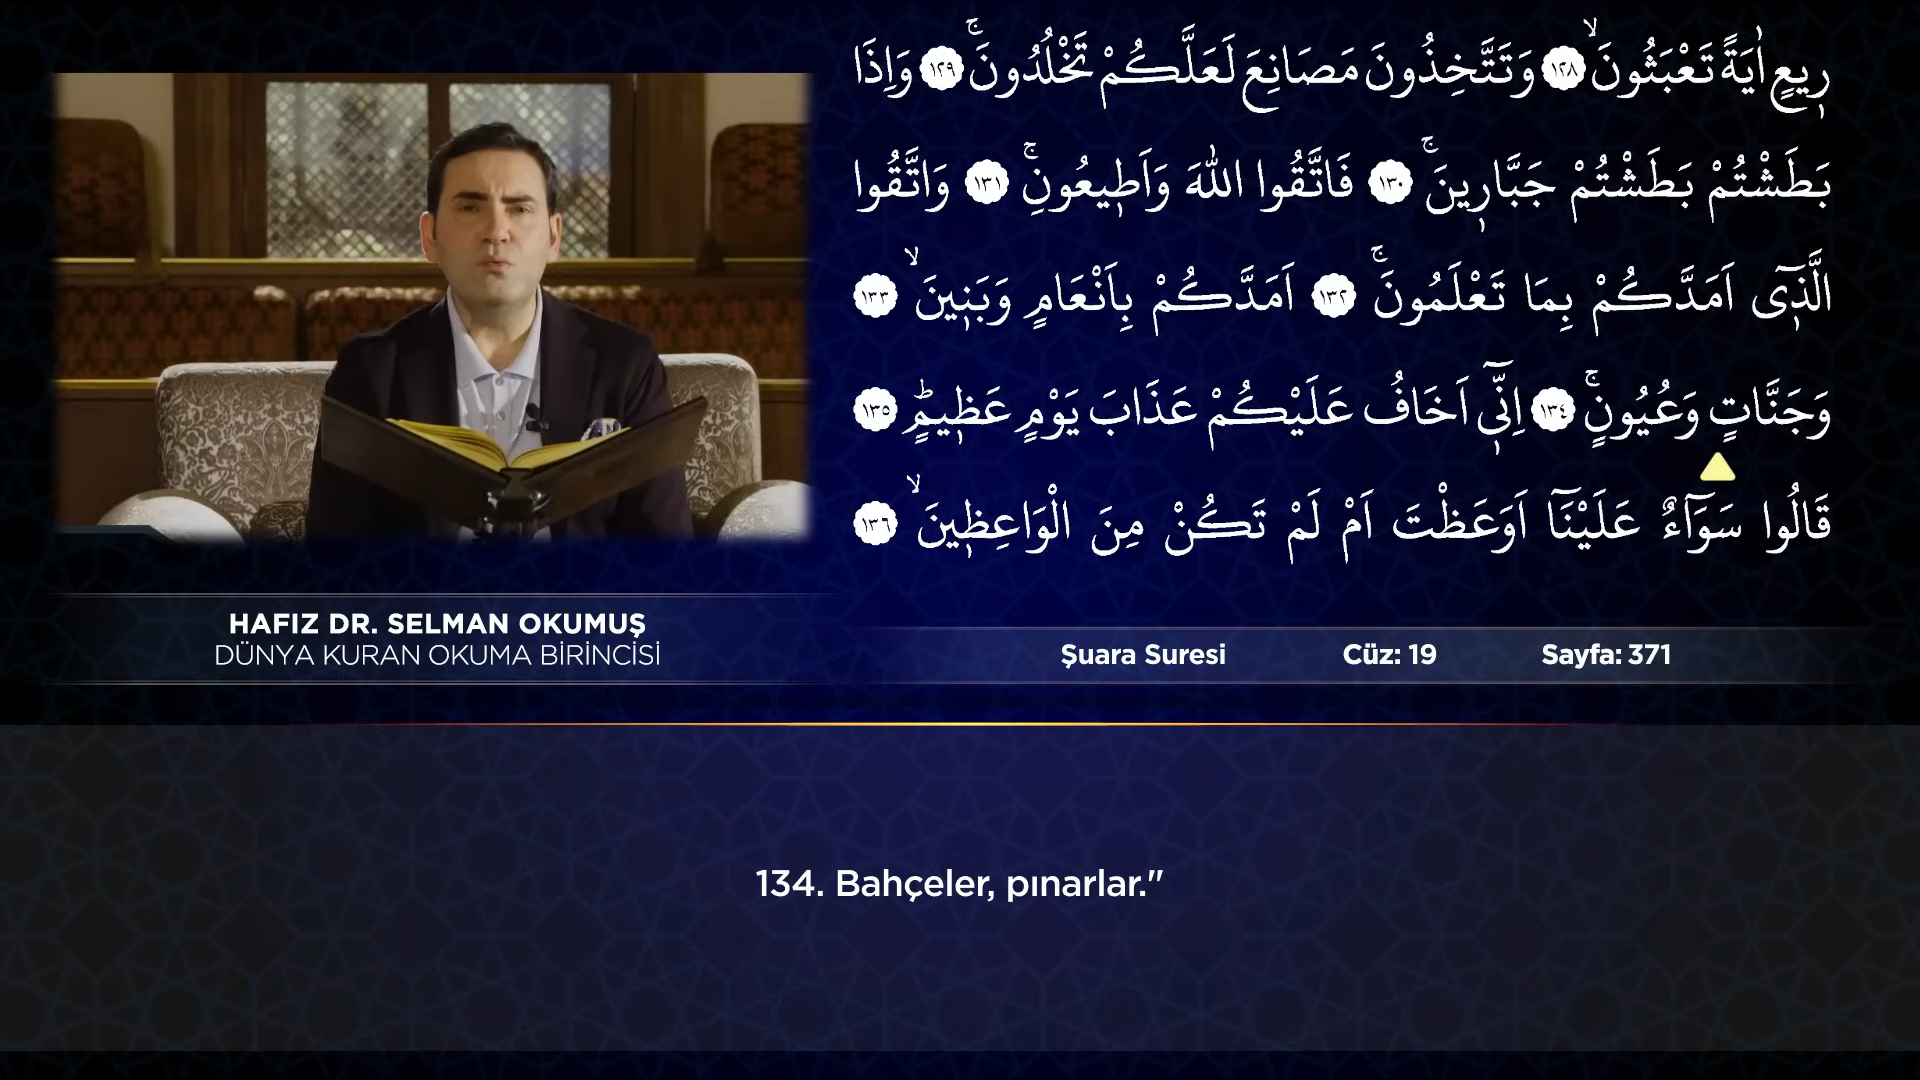 رِيعٍ اٰيَةً تَعْبَثُونَۙ ﴿١٢٨﴾ وَتَتَّخِذُونَ مَصَانِعَ لَعَلَّكُمْ تَخْلُدُونَۚ ﴿١٢٩﴾ وَاِذَا
بَطَشْتُمْ بَطَشْتُمْ جَبَّارٖينَۚ ﴿١٣٠﴾ فَاتَّقُوا اللّٰهَ وَاَطٖيعُونِۚ ﴿١٣١﴾ وَاتَّقُوا
الَّذٖٓى اَمَدَّكُمْ بِمَا تَعْلَمُونَۚ ﴿١٣٢﴾ اَمَدَّكُمْ بِاَنْعَامٍ وَبَنٖينَۙ ﴿١٣٣﴾
وَجَنَّاتٍ وَعُيُونٍۚ ﴿١٣٤﴾ اِنّٖٓى اَخَافُ عَلَيْكُمْ عَذَابَ يَوْمٍ عَظٖيمٍؕ ﴿١٣٥﴾
قَالُوا سَوَٓاءٌ عَلَيْنَٓا اَوَعَظْتَ اَمْ لَمْ تَكُنْ مِنَ الْوَاعِظٖينَۙ ﴿١٣٦﴾
HAFIZ DR. SELMAN OKUMUŞ
DÜNYA KURAN OKUMA BİRİNCİSİ
Şuara Suresi Cüz: 19 Sayfa: 371
134. Bahçeler, pınarlar."